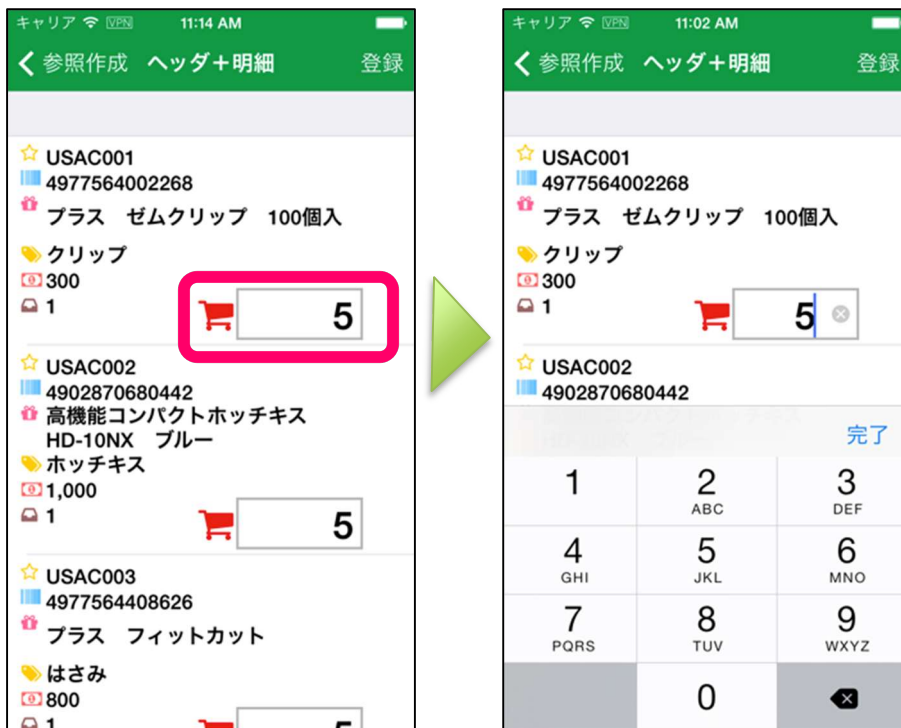 キャリア VPN 11:14 AM
参照作成 ヘッダ+明細 登録
USAC001
4977564002268
プラス ゼムクリップ 100個入
クリップ
300
1
5
USAC002
4902870680442
高機能コンパクトホッチキス
HD-10NX ブルー
ホッチキス
1,000
1
5
USAC003
4977564408626
プラス フィットカット
はさみ
800
1
5
キャリア VPN 11:02 AM
参照作成 ヘッダ+明細 登録
USAC001
4977564002268
プラス ゼムクリップ 100個入
クリップ
300
1
5
USAC002
4902870680442
完了
1 2 3
ABC DEF
4 5 6
GHI JKL MNO
7 8 9
PQRS TUV WXYZ
0